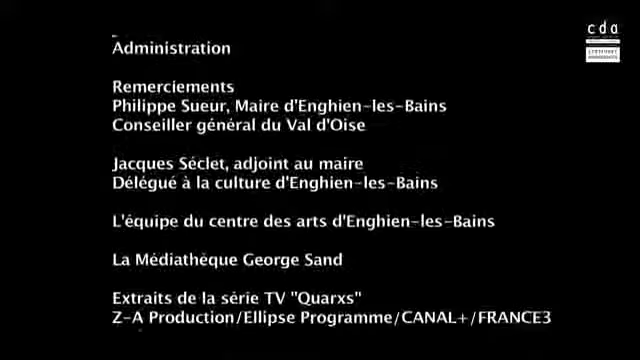 cda
Administration
Remerciements
Philippe Sueur, Maire d'Enghien-les-Bains
Conseiller général du Val d'Oise
Jacques Séclet, adjoint au maire
Délégué à la culture d'Enghien-les-Bains
L'équipe du centre des arts d'Enghien-les-Bains
La Médiathèque George Sand
Extraits de la série TV "Quarxs"
Z-A Production/Ellipse Programme/CANAL+/FRANCE3